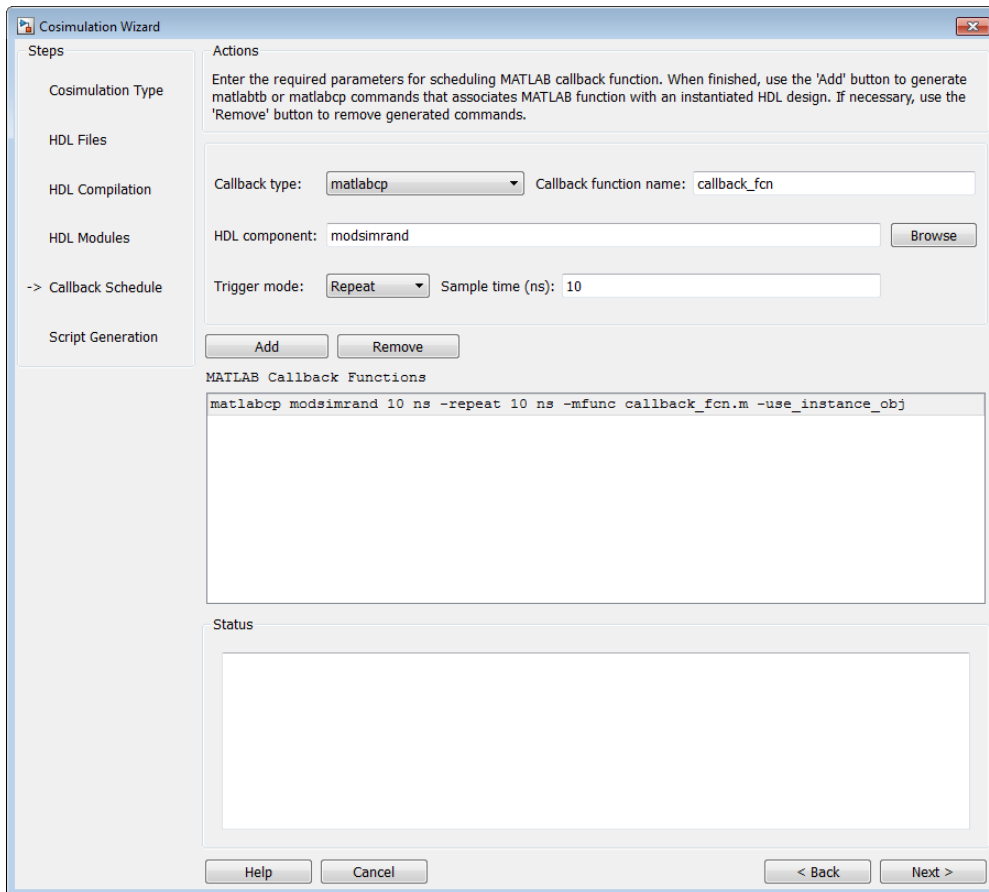 Cosimulation Wizard
Steps
Cosimulation Type
HDL Files
HDL Compilation
HDL Modules
-> Callback Schedule
Script Generation
Actions
Enter the required parameters for scheduling MATLAB callback function. When finished, use the 'Add' button to generate
matlabtb or matlabcp commands that associates MATLAB function with an instantiated HDL design. If necessary, use the
'Remove' button to remove generated commands.
Callback type: matlabcp Callback function name: callback_fcn
HDL component: modsimrand Browse
Trigger mode: Repeat Sample time (ns): 10
Add Remove
MATLAB Callback Functions
matlabcp modsimrand 10 ns -repeat 10 ns -mfunc callback_fcn.m -use_instance_obj
Status
Help Cancel < Back Next >